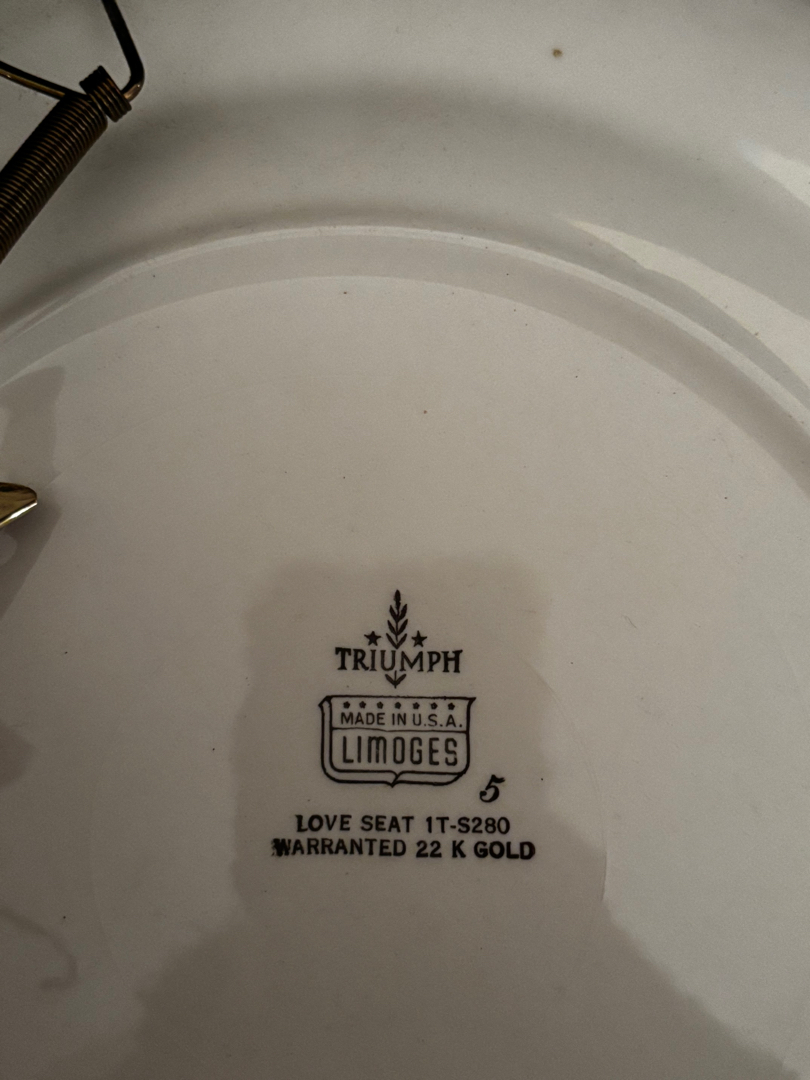 TRIUMPH
MADE IN U.S.A.
LIMOGES
5
LOVE SEAT 1T-S280
WARRANTED 22 K GOLD